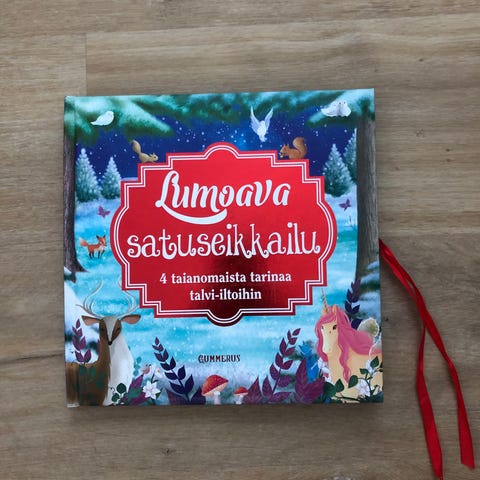 Lumoava
satuseikkailu
4 taianomaista tarinaa
talvi-iltoihin
GUMMERUS